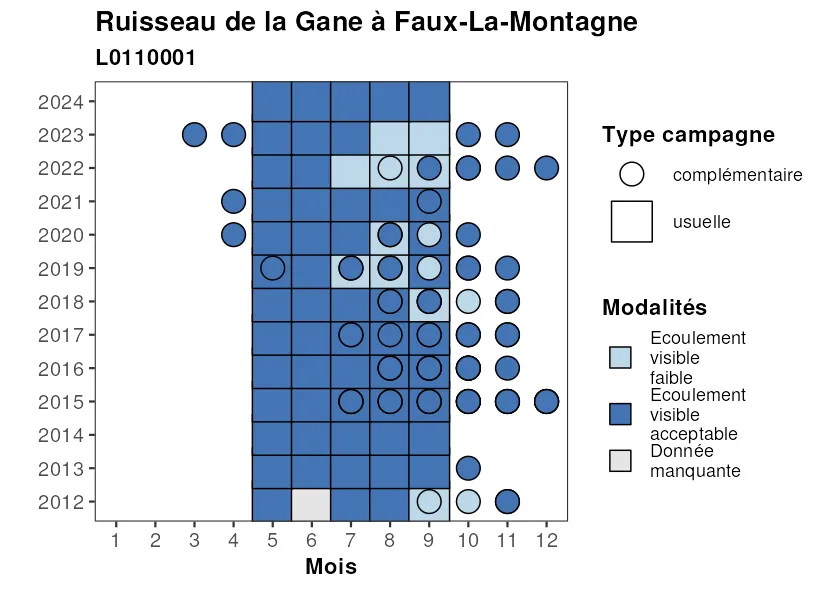 Ruisseau de la Gane à Faux-La-Montagne
L0110001
2024
2023
2022
2021
2020
2019
2018
2017
2016
2015
2014
2013
2012
1 2 3 4 5 6 7 8 9 10 11 12
Mois
Type campagne
complémentaire
usuelle
Modalités
Ecoulement
visible
faible
Ecoulement
visible
acceptable
Donnée
manquante